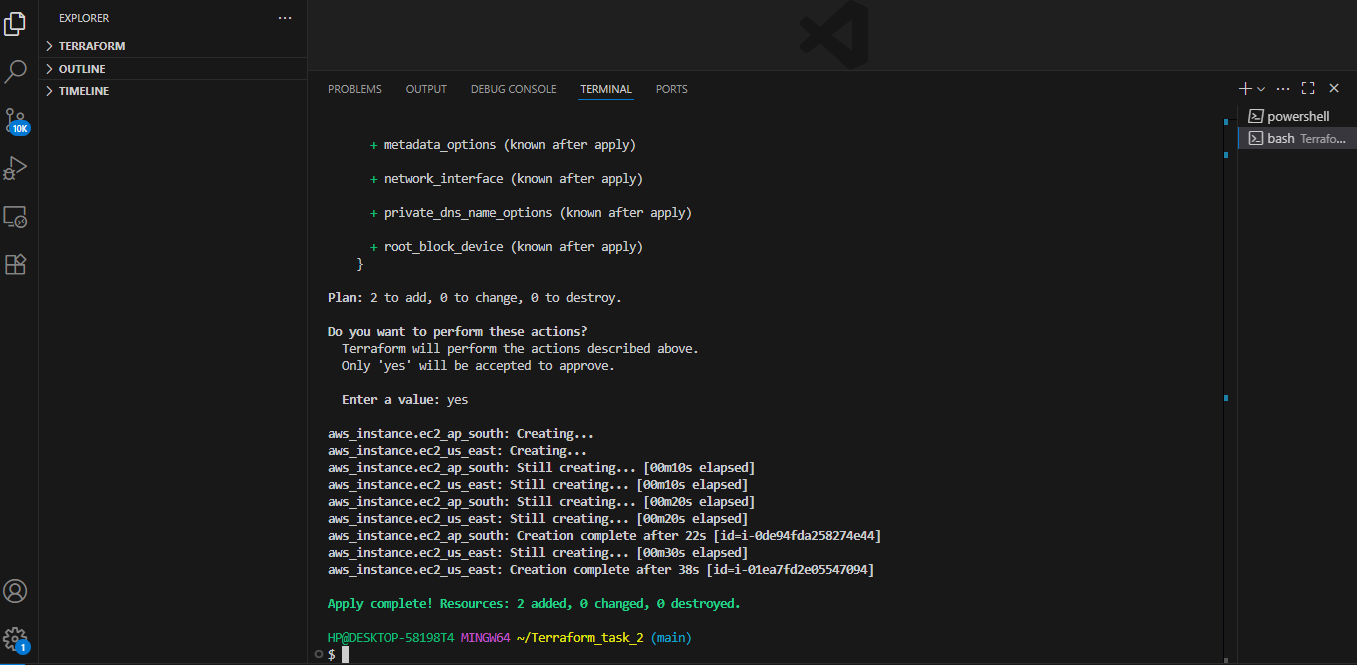 EXPLORER
TERRAFORM
OUTLINE
TIMELINE
10K
1
PROBLEMS OUTPUT DEBUG CONSOLE TERMINAL PORTS
powershell
bash Terrafo...
+ metadata_options (known after apply)
+ network_interface (known after apply)
+ private_dns_name_options (known after apply)
+ root_block_device (known after apply)
}
Plan: 2 to add, 0 to change, 0 to destroy.
Do you want to perform these actions?
Terraform will perform the actions described above.
Only 'yes' will be accepted to approve.
Enter a value: yes
aws_instance.ec2_ap_south: Creating...
aws_instance.ec2_us_east: Creating...
aws_instance.ec2_ap_south: Still creating... [00m10s elapsed]
aws_instance.ec2_us_east: Still creating... [00m10s elapsed]
aws_instance.ec2_ap_south: Still creating... [00m20s elapsed]
aws_instance.ec2_us_east: Still creating... [00m20s elapsed]
aws_instance.ec2_ap_south: Creation complete after 22s [id=i-0de94fda258274e44]
aws_instance.ec2_us_east: Still creating... [00m30s elapsed]
aws_instance.ec2_us_east: Creation complete after 38s [id=i-01ea7fd2e05547094]
Apply complete! Resources: 2 added, 0 changed, 0 destroyed.
HP@DESKTOP-58198T4 MINGW64 ~/Terraform_task_2 (main)
$